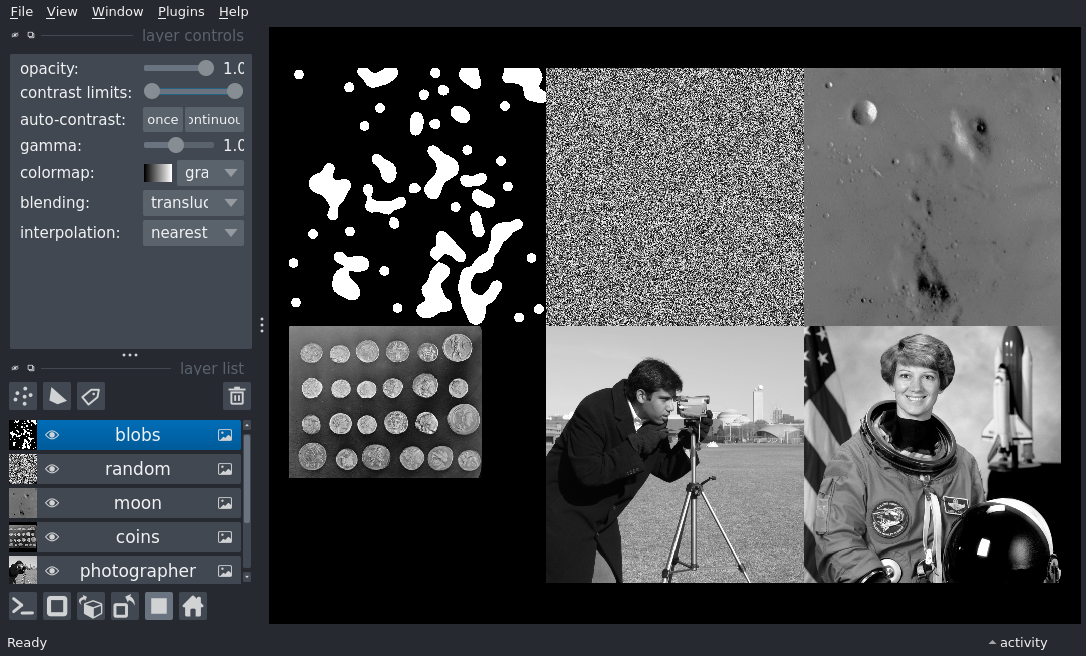 File View Window Plugins Help
layer controls
opacity: 1.0
contrast limits:
auto-contrast: once ontinuou
gamma: 1.0
colormap: gra
blending: transluc
interpolation: nearest
layer list
blobs
random
moon
coins
photographer
Ready
activity